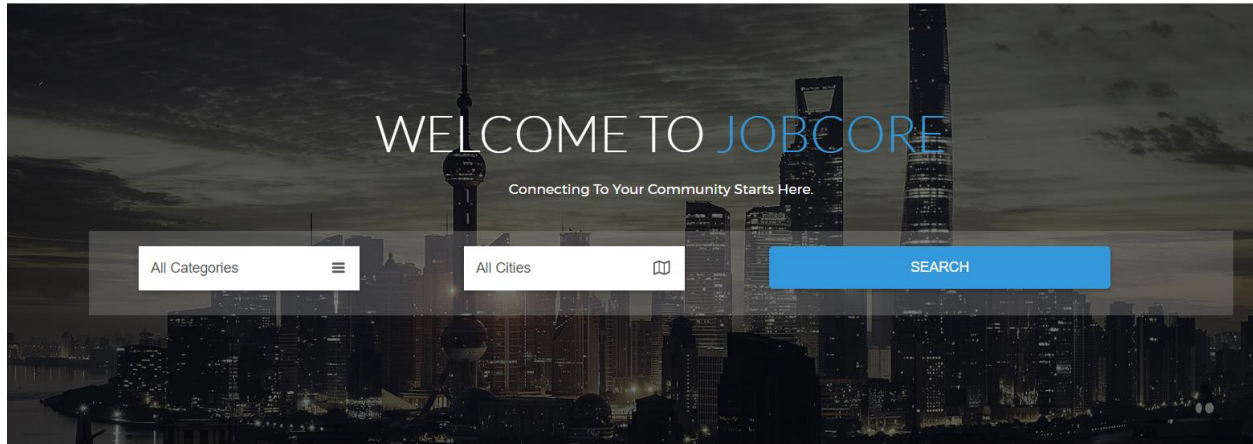 WELCOME TO JOBCORE
Connecting To Your Community Starts Here.
All Categories
All Cities
SEARCH